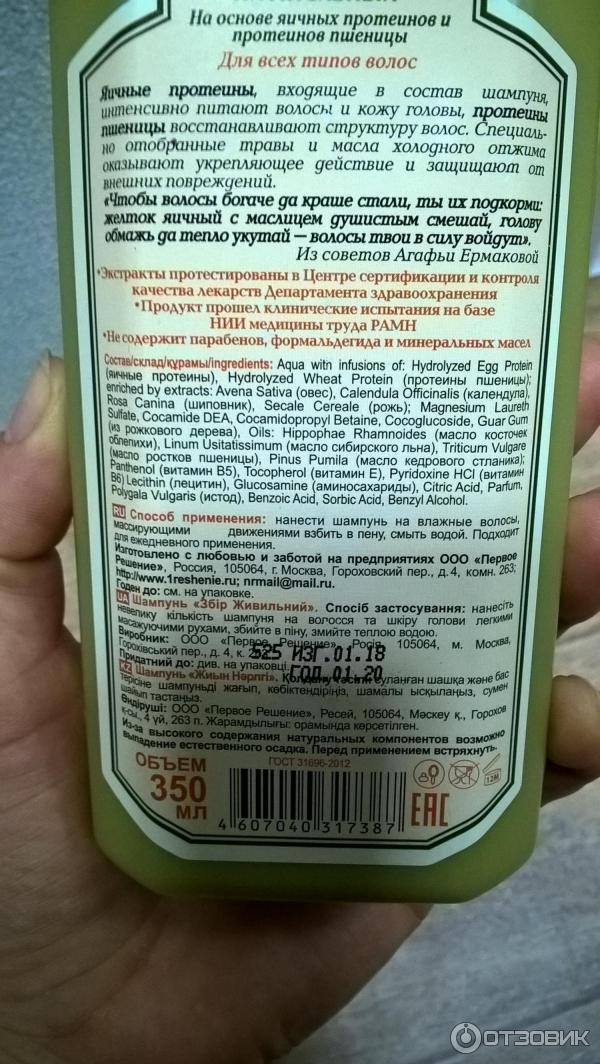 На основе яичных протеинов и
протеинов пшеницы
Для всех типов волос
Яичные протеины, входящие в состав шампуня,
интенсивно питают волосы и кожу головы, протеины
пшеницы восстанавливают структуру волос. Специаль-
но отобранные травы и масла холодного отжима
оказывают укрепляющее действие и защищают от
внешних повреждений.
«Чтобы волосы богаче да краше стали, ты их подкорми:
желток яичный с маслицем душистым смешай, голову
обмажь да тепло укутай — волосы твои в силу войдут».
Из советов Агафьи Ермаковой
•Экстракты протестированы в Центре сертификации и контроля
качества лекарств Департамента здравоохранения
•Продукт прошел клинические испытания на базе
НИИ медицины труда РАМН
•Не содержит парабенов, формальдегида и минеральных масел
Состав/склад/құрамы/ingredients: Aqua with infusions of: Hydrolyzed Egg Protein
(яичные протеины), Hydrolyzed Wheat Protein (протеины пшеницы);
enriched by extracts: Avena Sativa (овес), Calendula Officinalis (календула),
Rosa Canina (шиповник), Secale Cereale (рожь); Magnesium Laureth
Sulfate, Cocamide DEA, Cocamidopropyl Betaine, Cocoglucoside, Guar Gum
(из рожкового дерева), Oils: Hippophae Rhamnoides (масло косточек
облепихи), Linum Usitatissimum (масло сибирского льна), Triticum Vulgare
(масло ростков пшеницы), Pinus Pumila (масло кедрового стланика);
Panthenol (витамин B5), Tocopherol (витамин E), Pyridoxine HCl (витамин
B6) Lecithin (лецитин), Glucosamine (аминосахариды), Citric Acid, Parfum,
Polygala Vulgaris (истод), Benzoic Acid, Sorbic Acid, Benzyl Alcohol.
RU Способ применения: нанести шампунь на влажные волосы,
массирующими движениями взбить в пену, смыть водой. Подходит
для ежедневного применения.
Изготовлено с любовью и заботой на предприятиях ООО «Первое
Решение», Россия, 105064, г. Москва, Гороховский пер., д. 4, комн. 263;
http://www.1reshenie.ru; nrmail@mail.ru.
Годен до: см. на упаковке.
UA Шампунь «Збір Живильний». Спосіб застосування: нанесіть
невелику кількість шампуня на волосся та шкіру голови легкими
масажуючими рухами, збийте в піну, змийте теплою водою.
Виробник: ООО «Первое Решение», Росія, 105064, м. Москва,
Горохівський пер., д. 4, к.
525 ИЗГ.01.18
Придатний до: див. на упаковці.
ГОД.01.20
KZ Шампунь «Жиын Нәрлі». Қолдану тәсілі: суланған шашқа және бас
терісіне шампуньді жағып, көбіктендіріңіз, шамалы ысқылаңыз, сумен
шайып тастаңыз.
Өндіруші: ООО «Первое Решение», Ресей, 105064, Мәскеу қ., Горохов
к-сы., 4 үй, 263 п. Жарамдылығы: орамында көрсетілген.
Из-за высокого содержания натуральных компонентов возможно
выпадение естественного осадка. Перед применением встряхнуть.
ГОСТ 31696-2012
ОБЪЕМ
350
МЛ
4 607040 317387
EAC
12M
ОТЗОВИК